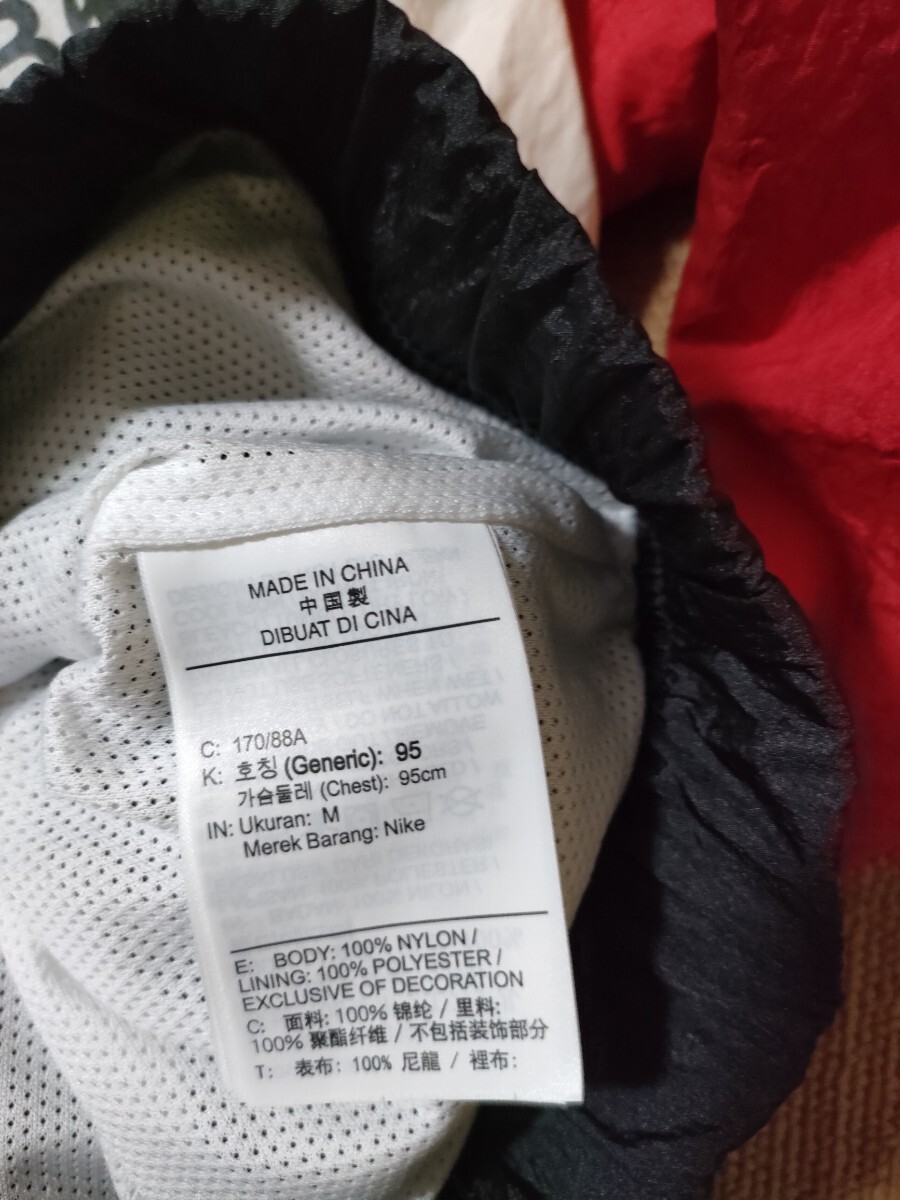 MADE IN CHINA
中国製
DIBUAT DI CINA
C: 170/88A
K: 호칭 (Generic): 95
가슴둘레 (Chest): 95cm
IN: Ukuran: M
Merek Barang: Nike
E: BODY: 100% NYLON /
LINING: 100% POLYESTER /
EXCLUSIVE OF DECORATION
C: 面料: 100% 锦纶 / 里料:
100% 聚酯纤维 / 不包括装饰部分
T: 表布: 100% 尼龍 / 裡布: